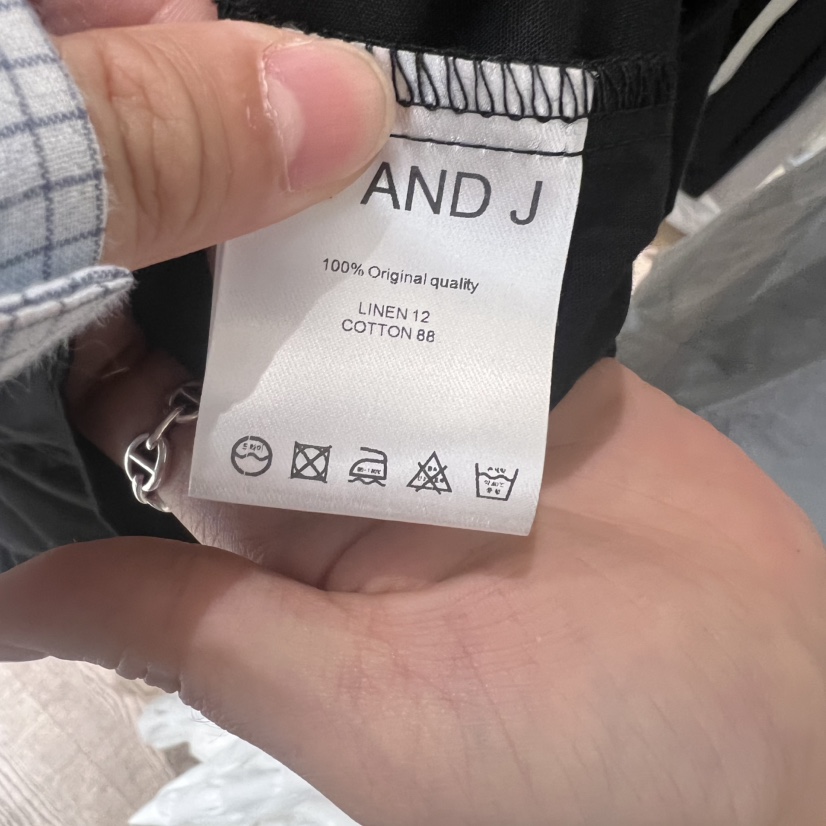 AND J
100% Original quality
LINEN 12
COTTON 88